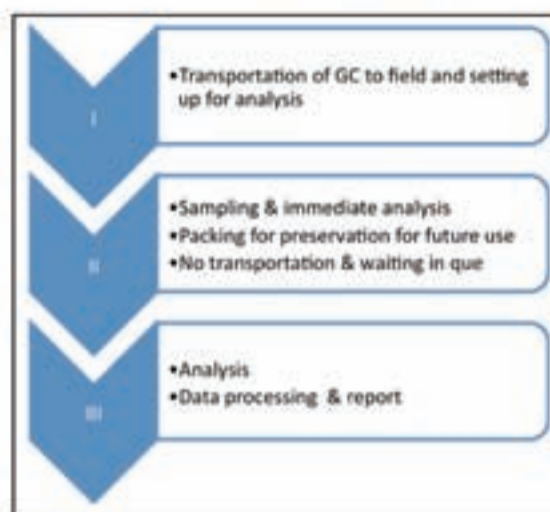 I
•Transportation of GC to field and setting
up for analysis
II
•Sampling & immediate analysis
•Packing for preservation for future use
•No transportation & waiting in que
III
•Analysis
•Data processing & report